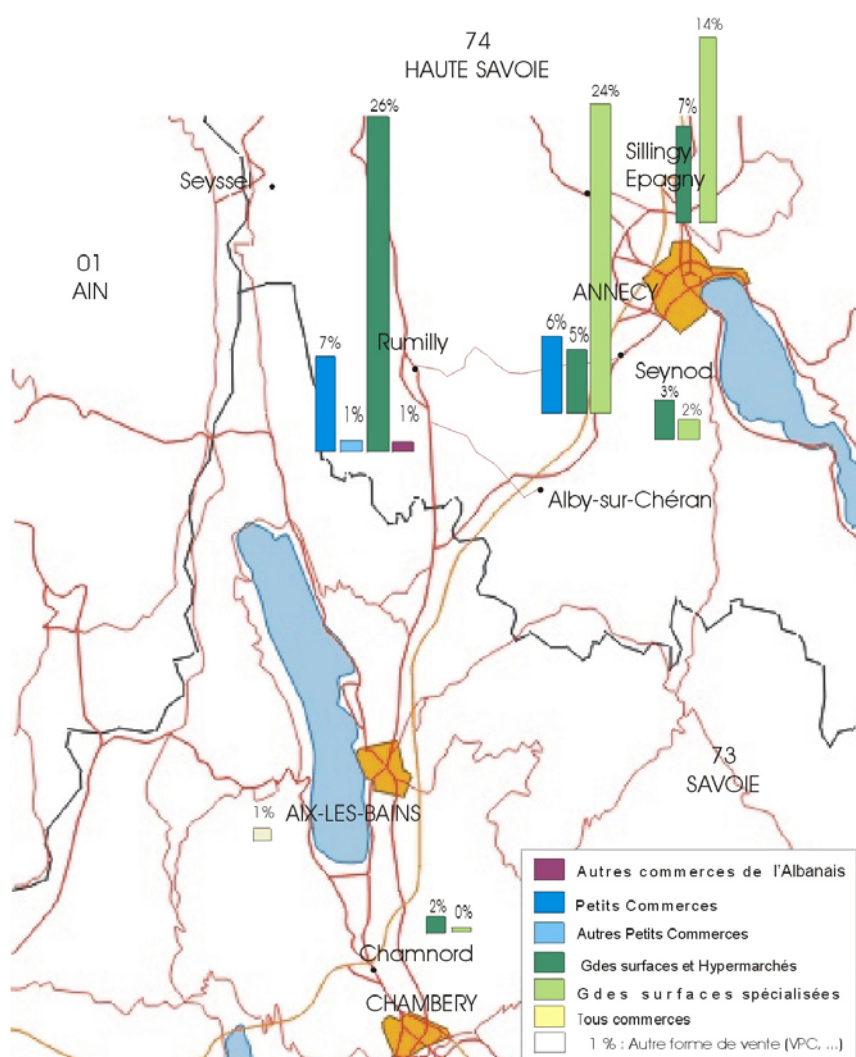 74
HAUTE SAVOIE
14%
26%
24%
7%
Sillingy
Epagny
Seyssel
01
AIN
ANNECY
7%
Rumilly
6%
5%
Seynod
3%
2%
1%
1%
Alby-sur-Chéran
73
SAVOIE
1%
AIX-LES-BAINS
2%
0%
Chamnord
CHAMBERY
Autres commerces de l'Albanais
Petits Commerces
Autres Petits Commerces
Gdes surfaces et Hypermarchés
Gdes surfaces spécialisées
Tous commerces
1 % : Autre forme de vente (VPC, ...)